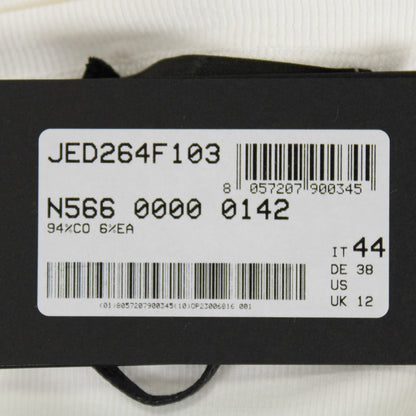 JED264F103
8 057207 900345
N566 0000 0142
94%CO 6%EA
IT 44
DE 38
US
UK 12
(01)8057207900345(10)OP23006816 001